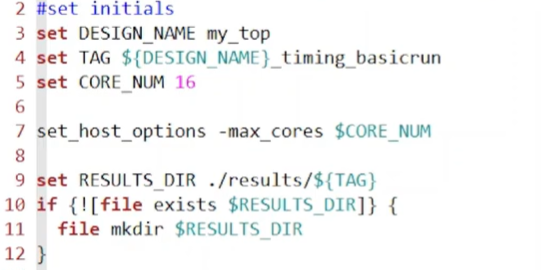 2 #set initials
3 set DESIGN_NAME my_top
4 set TAG ${DESIGN_NAME}_timing_basicrun
5 set CORE_NUM 16
6
7 set_host_options -max_cores $CORE_NUM
8
9 set RESULTS_DIR ./results/${TAG}
10 if {![file exists $RESULTS_DIR]} {
11   file mkdir $RESULTS_DIR
12 }